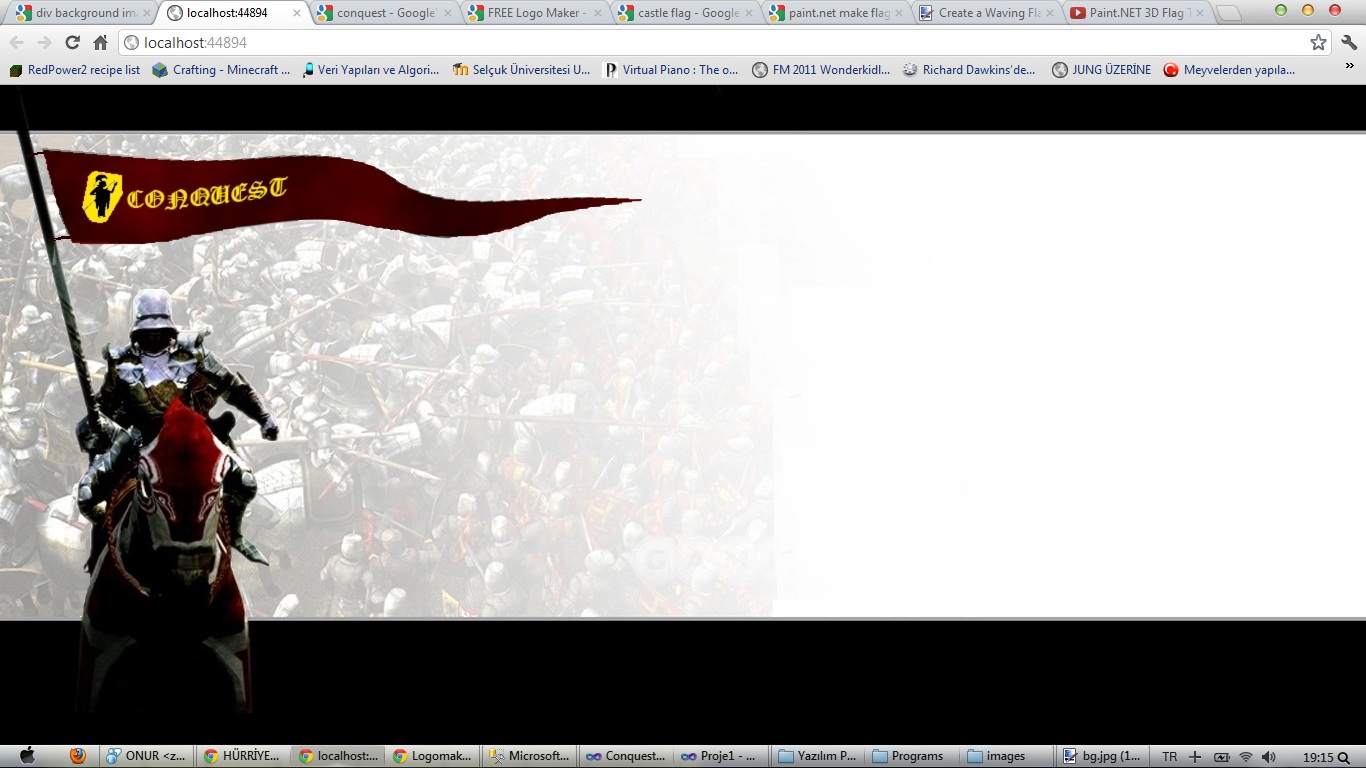 div background im
localhost:44894
conquest - Google'
FREE Logo Maker -
castle flag - Google
paint.net make flag
Create a Waving Fla
Paint.NET 3D Flag T
localhost:44894
RedPower2 recipe list
Crafting - Minecraft ...
Veri Yapıları ve Algori...
Selçuk Üniversitesi U...
Virtual Piano : The o...
FM 2011 Wonderkidl...
Richard Dawkins'de...
JUNG ÜZERİNE
Meyvelerden yapıla...
»
CONQUEST
ONUR <z...
HÜRRİYE...
localhost:...
Logomak...
Microsoft...
Conquest...
Proje1 - ...
Yazılım P...
Programs
images
bg.jpg (1...
TR
19:15